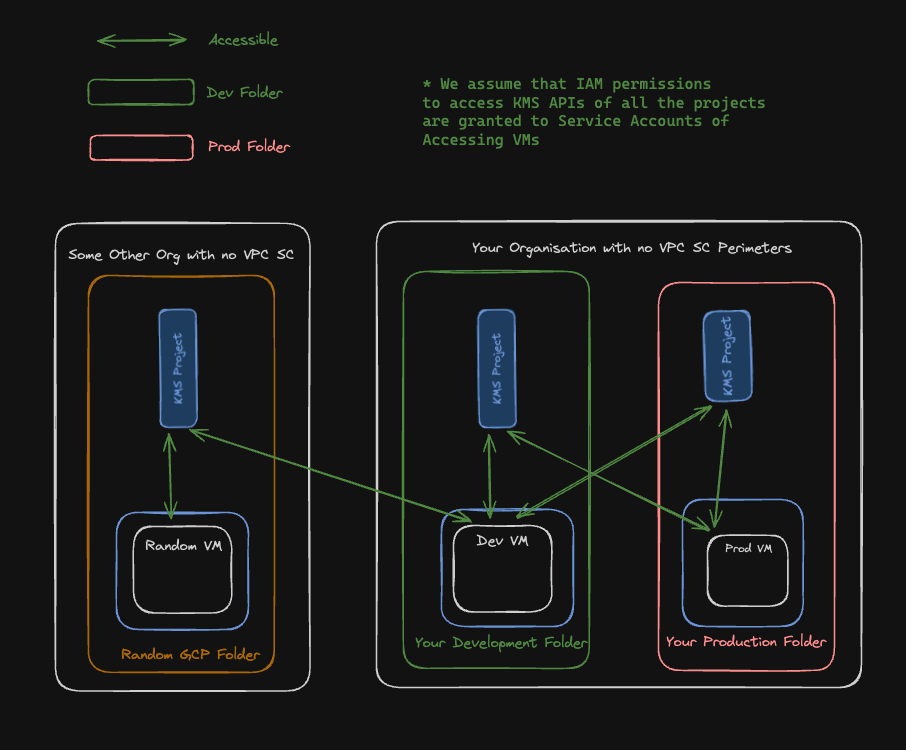 Accessible
Dev Folder
Prod Folder
* We assume that IAM permissions
to access KMS APIs of all the projects
are granted to Service Accounts of
Accessing VMs
Some Other Org with no VPC SC
KMS Project
Random VM
Random GCP Folder
Your Organisation with no VPC SC Perimeters
KMS Project
Dev VM
Your Development Folder
KMS Project
Prod VM
Your Production Folder